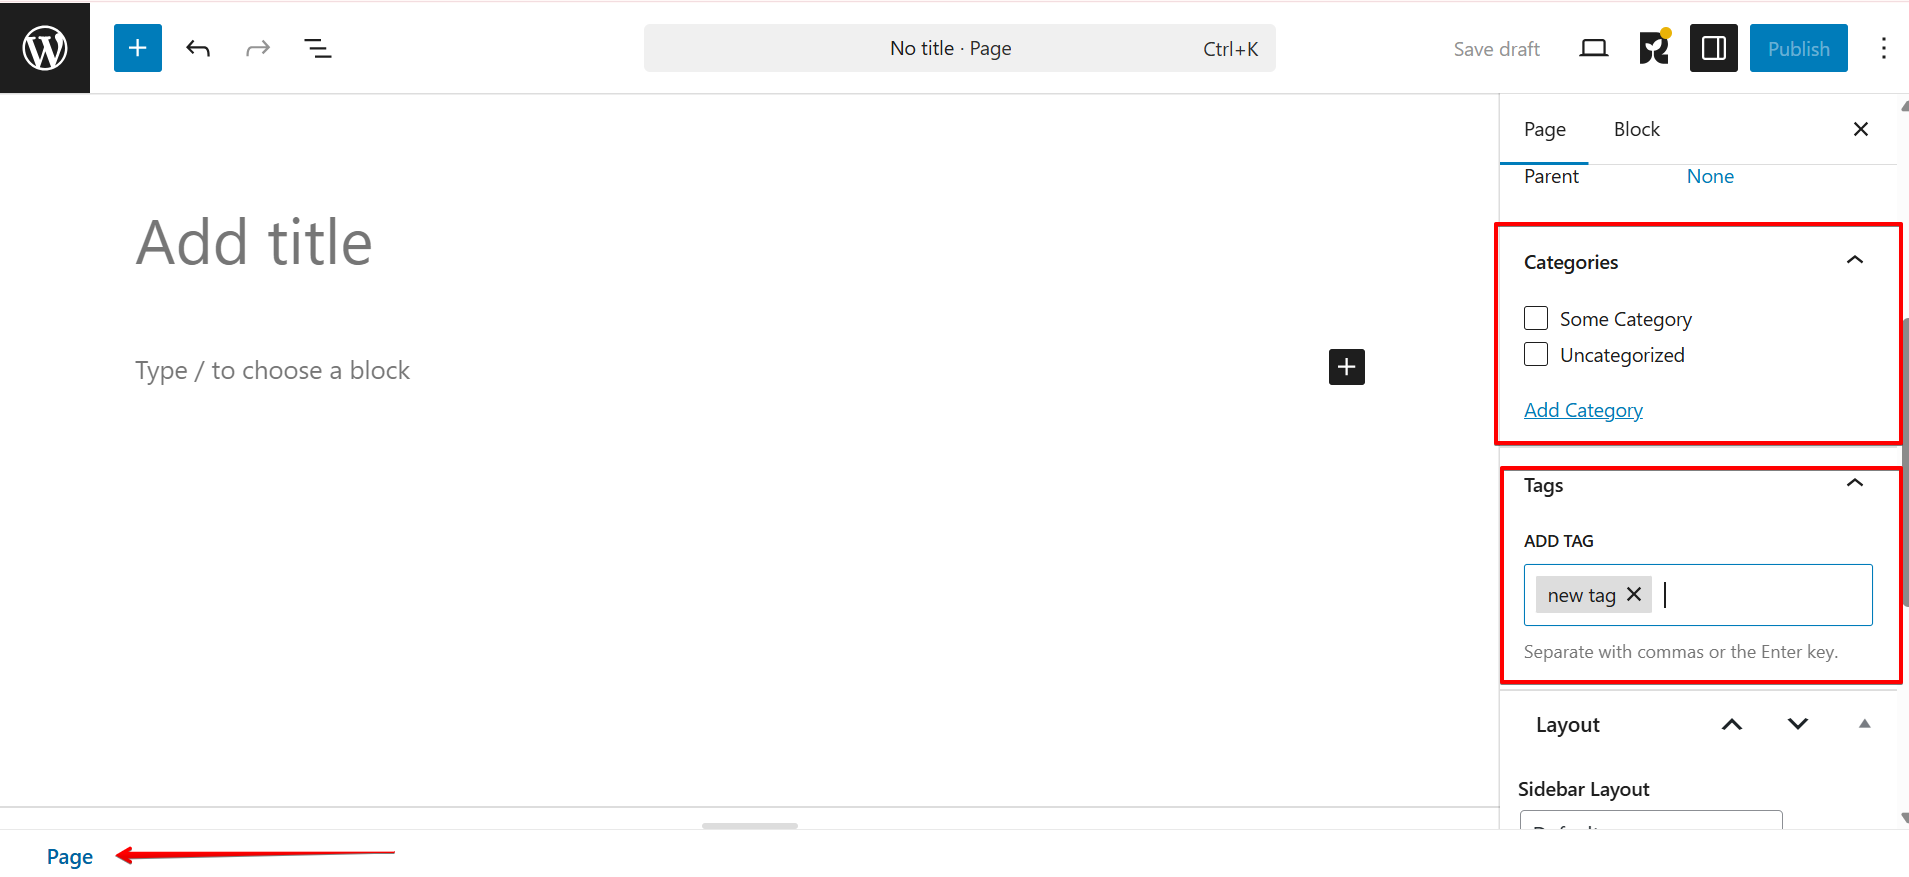 No title · Page Ctrl+K
Save draft
Publish
Page Block
Parent None
Add title
Type / to choose a block
Categories
Some Category
Uncategorized
Add Category
Tags
ADD TAG
new tag
Separate with commas or the Enter key.
Layout
Sidebar Layout
Page